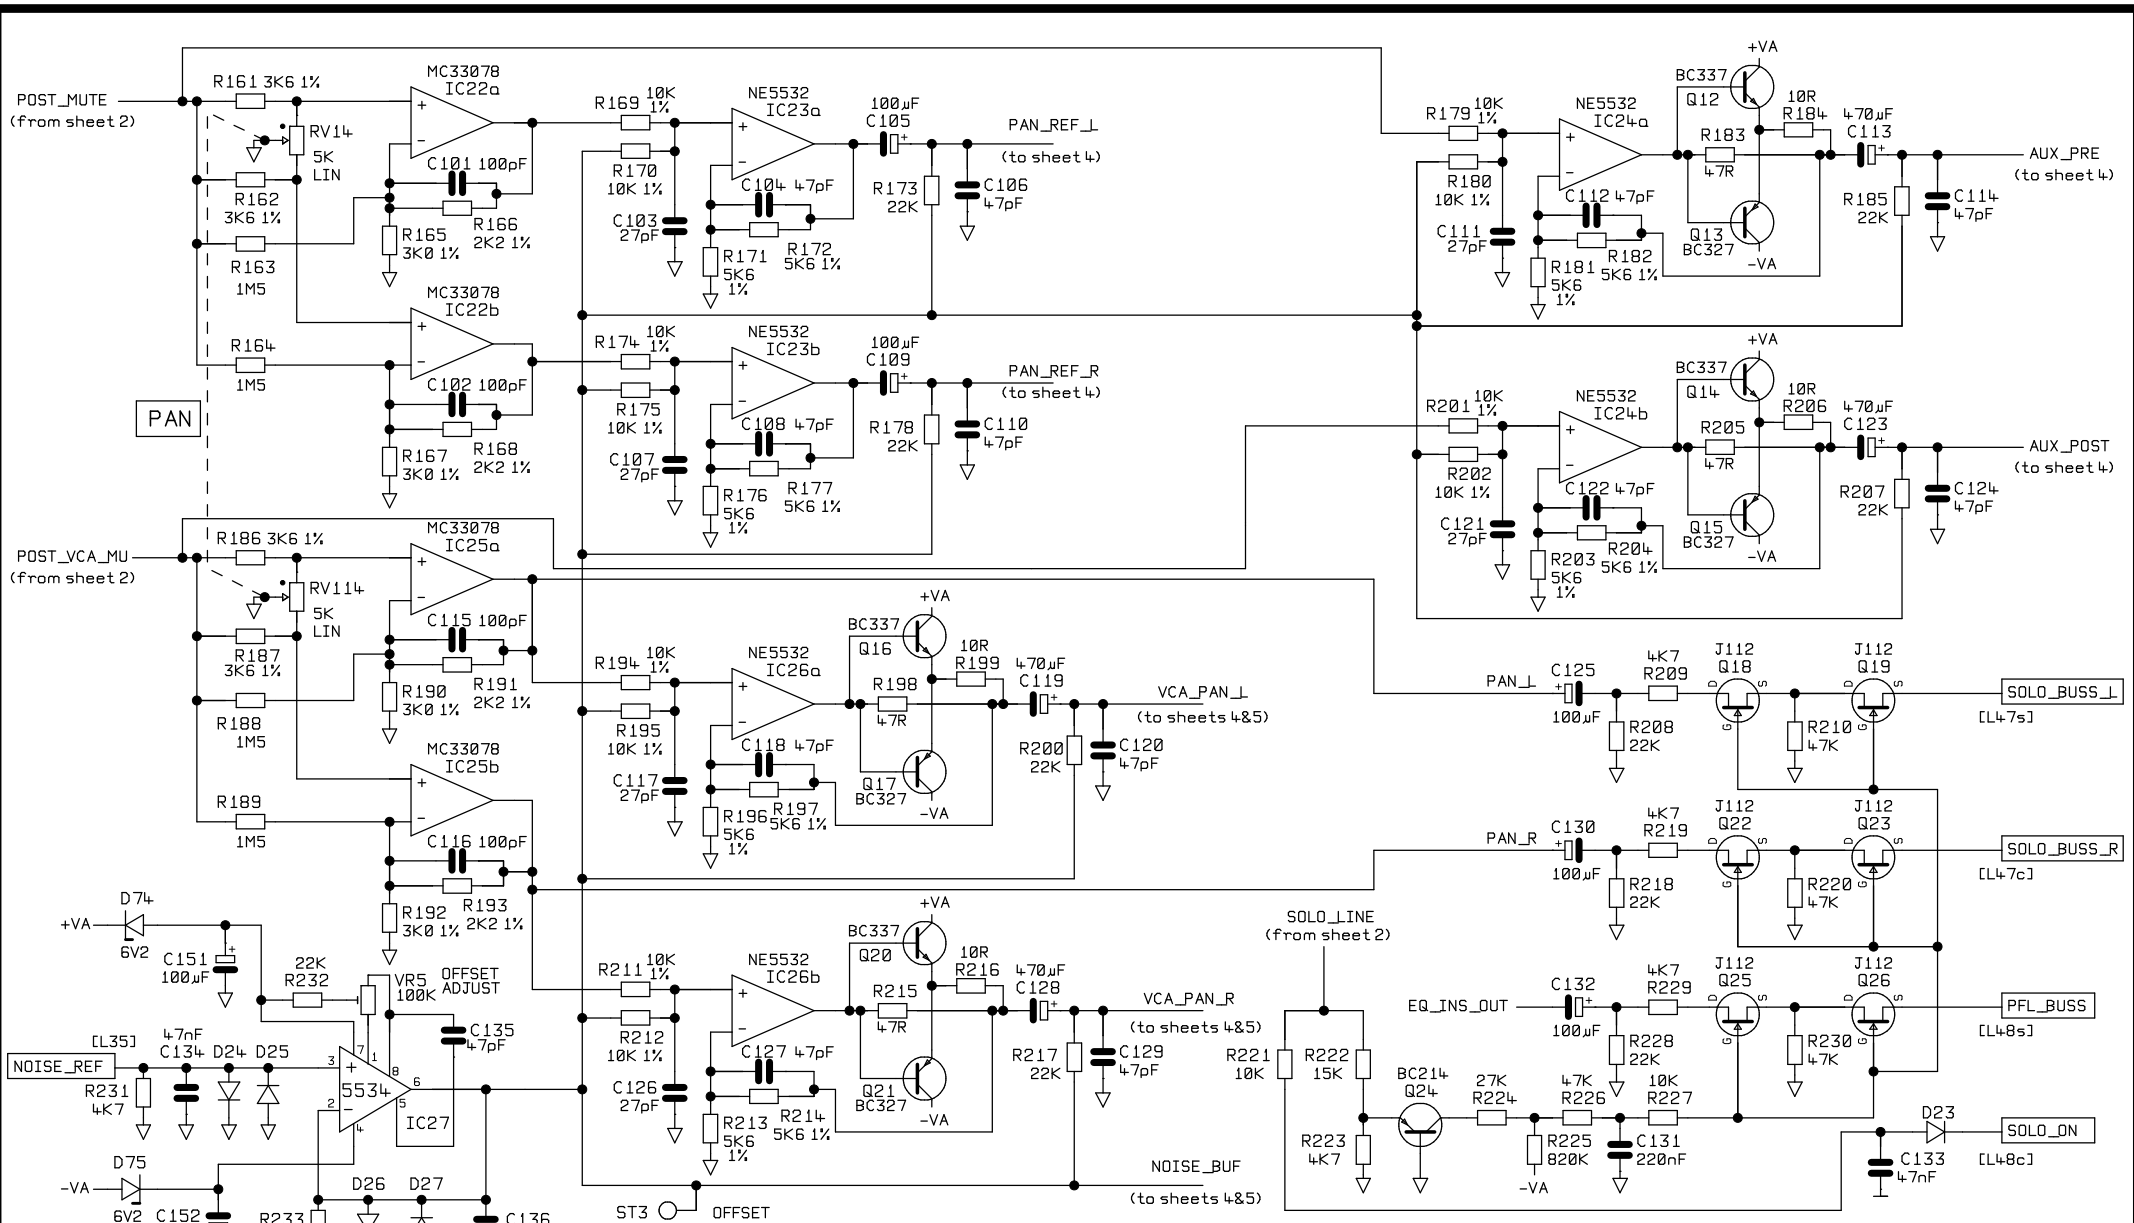 POST_MUTE
(from sheet 2)
R161 3K6 1%
RV14
5K
LIN
R162
3K6 1%
R163
1M5
R164
1M5
PAN
MC33078
IC22a
C101 100pF
R166
2K2 1%
R165
3K0 1%
MC33078
IC22b
C102 100pF
R168
2K2 1%
R167
3K0 1%
R169 10K 1%
R170
10K 1%
C103
27pF
NE5532
IC23a
C104 47pF
R172
5K6 1%
R171
5K6
1%
100µF
C105
+
R173
22K
C106
47pF
PAN_REF_L
(to sheet 4)
R174 10K 1%
R175
10K 1%
C107
27pF
NE5532
IC23b
C108 47pF
R177
5K6 1%
R176
5K6
1%
100µF
C109
+
R178
22K
C110
47pF
PAN_REF_R
(to sheet 4)
R179 10K 1%
R180
10K 1%
C111
27pF
NE5532
IC24a
C112 47pF
R182
5K6 1%
R181
5K6
1%
+VA
BC337
Q12
R183
47R
10R
R184
Q13
BC327
-VA
470µF
C113
+
R185
22K
C114
47pF
AUX_PRE
(to sheet 4)
R201 10K 1%
R202
10K 1%
C121
27pF
NE5532
IC24b
C122 47pF
R204
5K6 1%
R203
5K6
1%
+VA
BC337
Q14
R205
47R
10R
R206
Q15
BC327
-VA
470µF
C123
+
R207
22K
C124
47pF
AUX_POST
(to sheet 4)
POST_VCA_MU
(from sheet 2)
R186 3K6 1%
RV114
5K
LIN
R187
3K6 1%
R188
1M5
R189
1M5
MC33078
IC25a
C115 100pF
R191
2K2 1%
R190
3K0 1%
MC33078
IC25b
C116 100pF
R193
2K2 1%
R192
3K0 1%
R194 10K 1%
R195
10K 1%
C117
27pF
NE5532
IC26a
C118 47pF
R197
5K6 1%
R196
5K6
1%
+VA
BC337
Q16
R198
47R
10R
R199
Q17
BC327
-VA
470µF
C119
+
R200
22K
C120
47pF
VCA_PAN_L
(to sheets 4&5)
R211 10K 1%
R212
10K 1%
C126
27pF
NE5532
IC26b
C127 47pF
R214
5K6 1%
R213
5K6
1%
+VA
BC337
Q20
R215
47R
10R
R216
Q21
BC327
-VA
470µF
C128
+
R217
22K
C129
47pF
VCA_PAN_R
(to sheets 4&5)
NOISE_BUF
(to sheets 4&5)
ST3
OFFSET
PAN_L
C125
+
100µF
R208
22K
4K7
R209
J112
Q18
D S G
R210
47K
J112
Q19
D S G
SOLO_BUSS_L
[L47s]
PAN_R
C130
+
100µF
R218
22K
4K7
R219
J112
Q22
D S G
R220
47K
J112
Q23
D S G
SOLO_BUSS_R
[L47c]
EQ_INS_OUT
C132
+
100µF
R228
22K
4K7
R229
J112
Q25
D S G
R230
47K
J112
Q26
D S G
PFL_BUSS
[L48s]
SOLO_LINE
(from sheet 2)
R221
10K
R222
15K
R223
4K7
BC214
Q24
27K
R224
R225
820K
-VA
47K
R226
C131
220nF
10K
R227
D23
C133
47nF
SOLO_ON
[L48c]
D74
+VA
6V2
C151
100µF
+
22K
R232
VR5
100K
OFFSET
ADJUST
C135
47pF
[L35]
NOISE_REF
R231
4K7
47nF
C134
D24
D25
5534
IC27
3
2
7
1
8
6
5
4
D75
-VA
6V2
C152
R233
D26
D27
C136